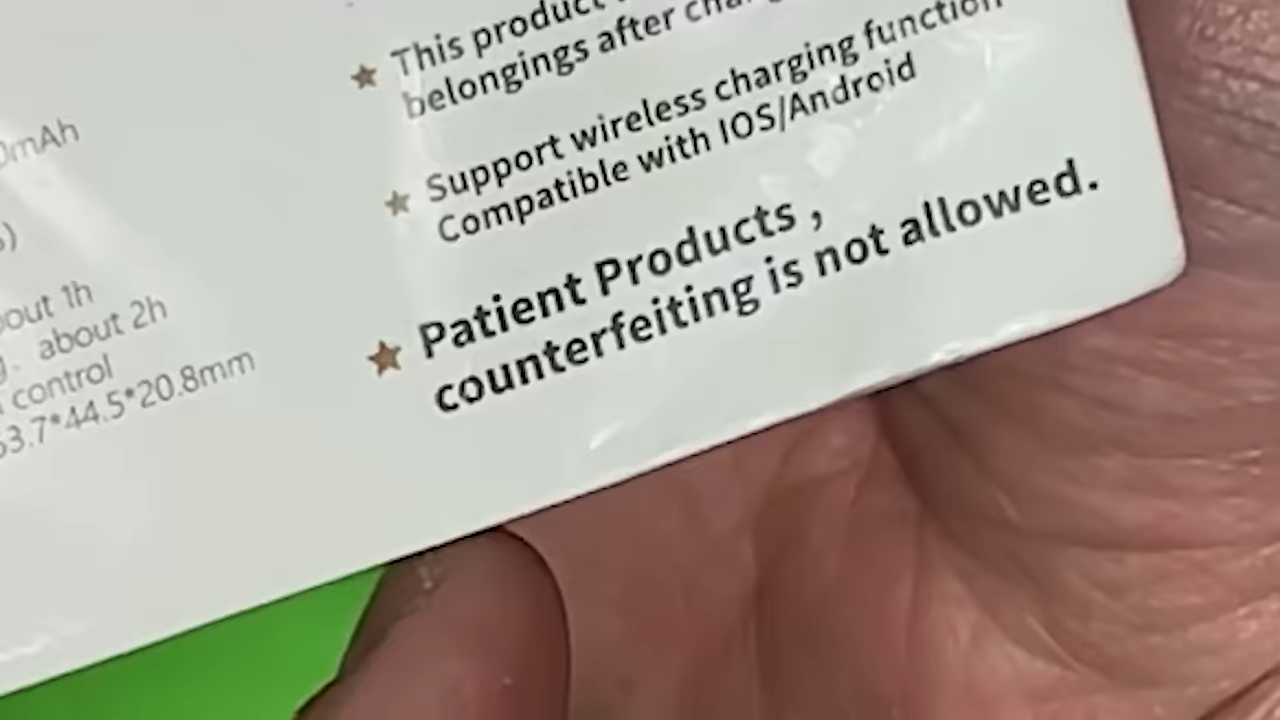 This product
belongings after
Support wireless charging function
Compatible with IOS/Android
Patient Products ,
counterfeiting is not allowed.
0mAh
1h
about 2h
control
3.7*44.5*20.8mm